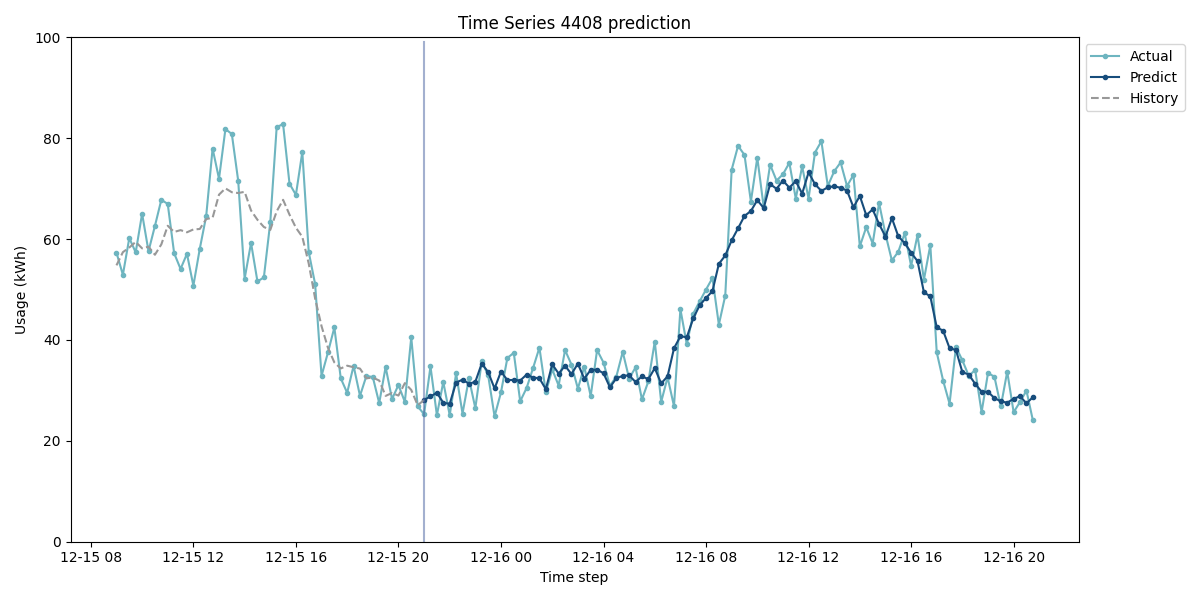 Time Series 4408 prediction
Usage (kWh)
100
80
60
40
20
0
12-15 08
12-15 12
12-15 16
12-15 20
12-16 00
12-16 04
12-16 08
12-16 12
12-16 16
12-16 20
Time step
Actual
Predict
History